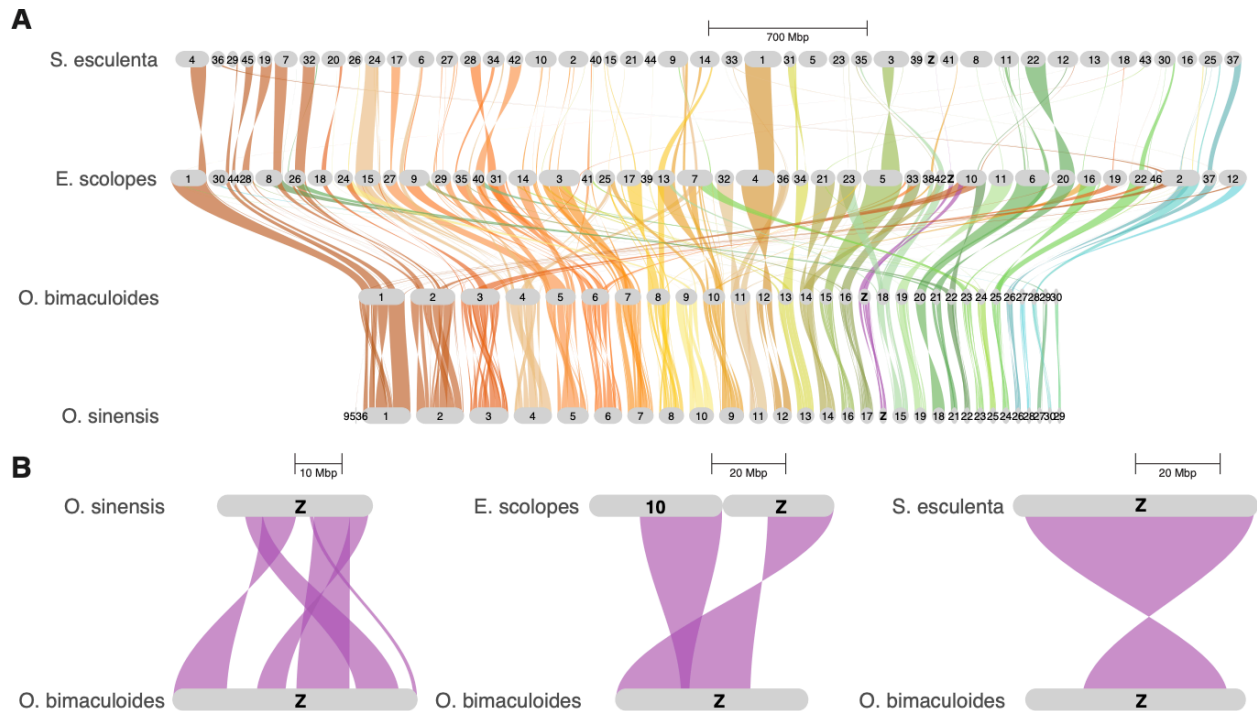 A
700 Mbp
S. esculenta 4 36 29 45 19 7 32 20 26 24 17 6 27 28 34 42 10 2 40 15 21 44 9 14 33 1 31 5 23 35 3 39 Z 41 8 11 22 12 13 18 43 30 16 25 37
E. scolopes 1 30 44 28 8 26 18 24 15 27 9 29 35 40 31 14 3 41 25 17 39 13 7 32 4 36 34 21 23 5 33 38 42 Z 10 11 6 20 16 19 22 46 2 37 12
O. bimaculoides 1 2 3 4 5 6 7 8 9 10 11 12 13 14 15 16 Z 18 19 20 21 22 23 24 25 26 27 28 29 30
O. sinensis 9 5 36 1 2 3 4 5 6 7 8 10 9 11 12 13 14 16 17 Z 15 19 18 21 22 23 25 24 26 28 27 30 29
B
10 Mbp 20 Mbp 20 Mbp
O. sinensis Z E. scolopes 10 Z S. esculenta Z
O. bimaculoides Z O. bimaculoides Z O. bimaculoides Z